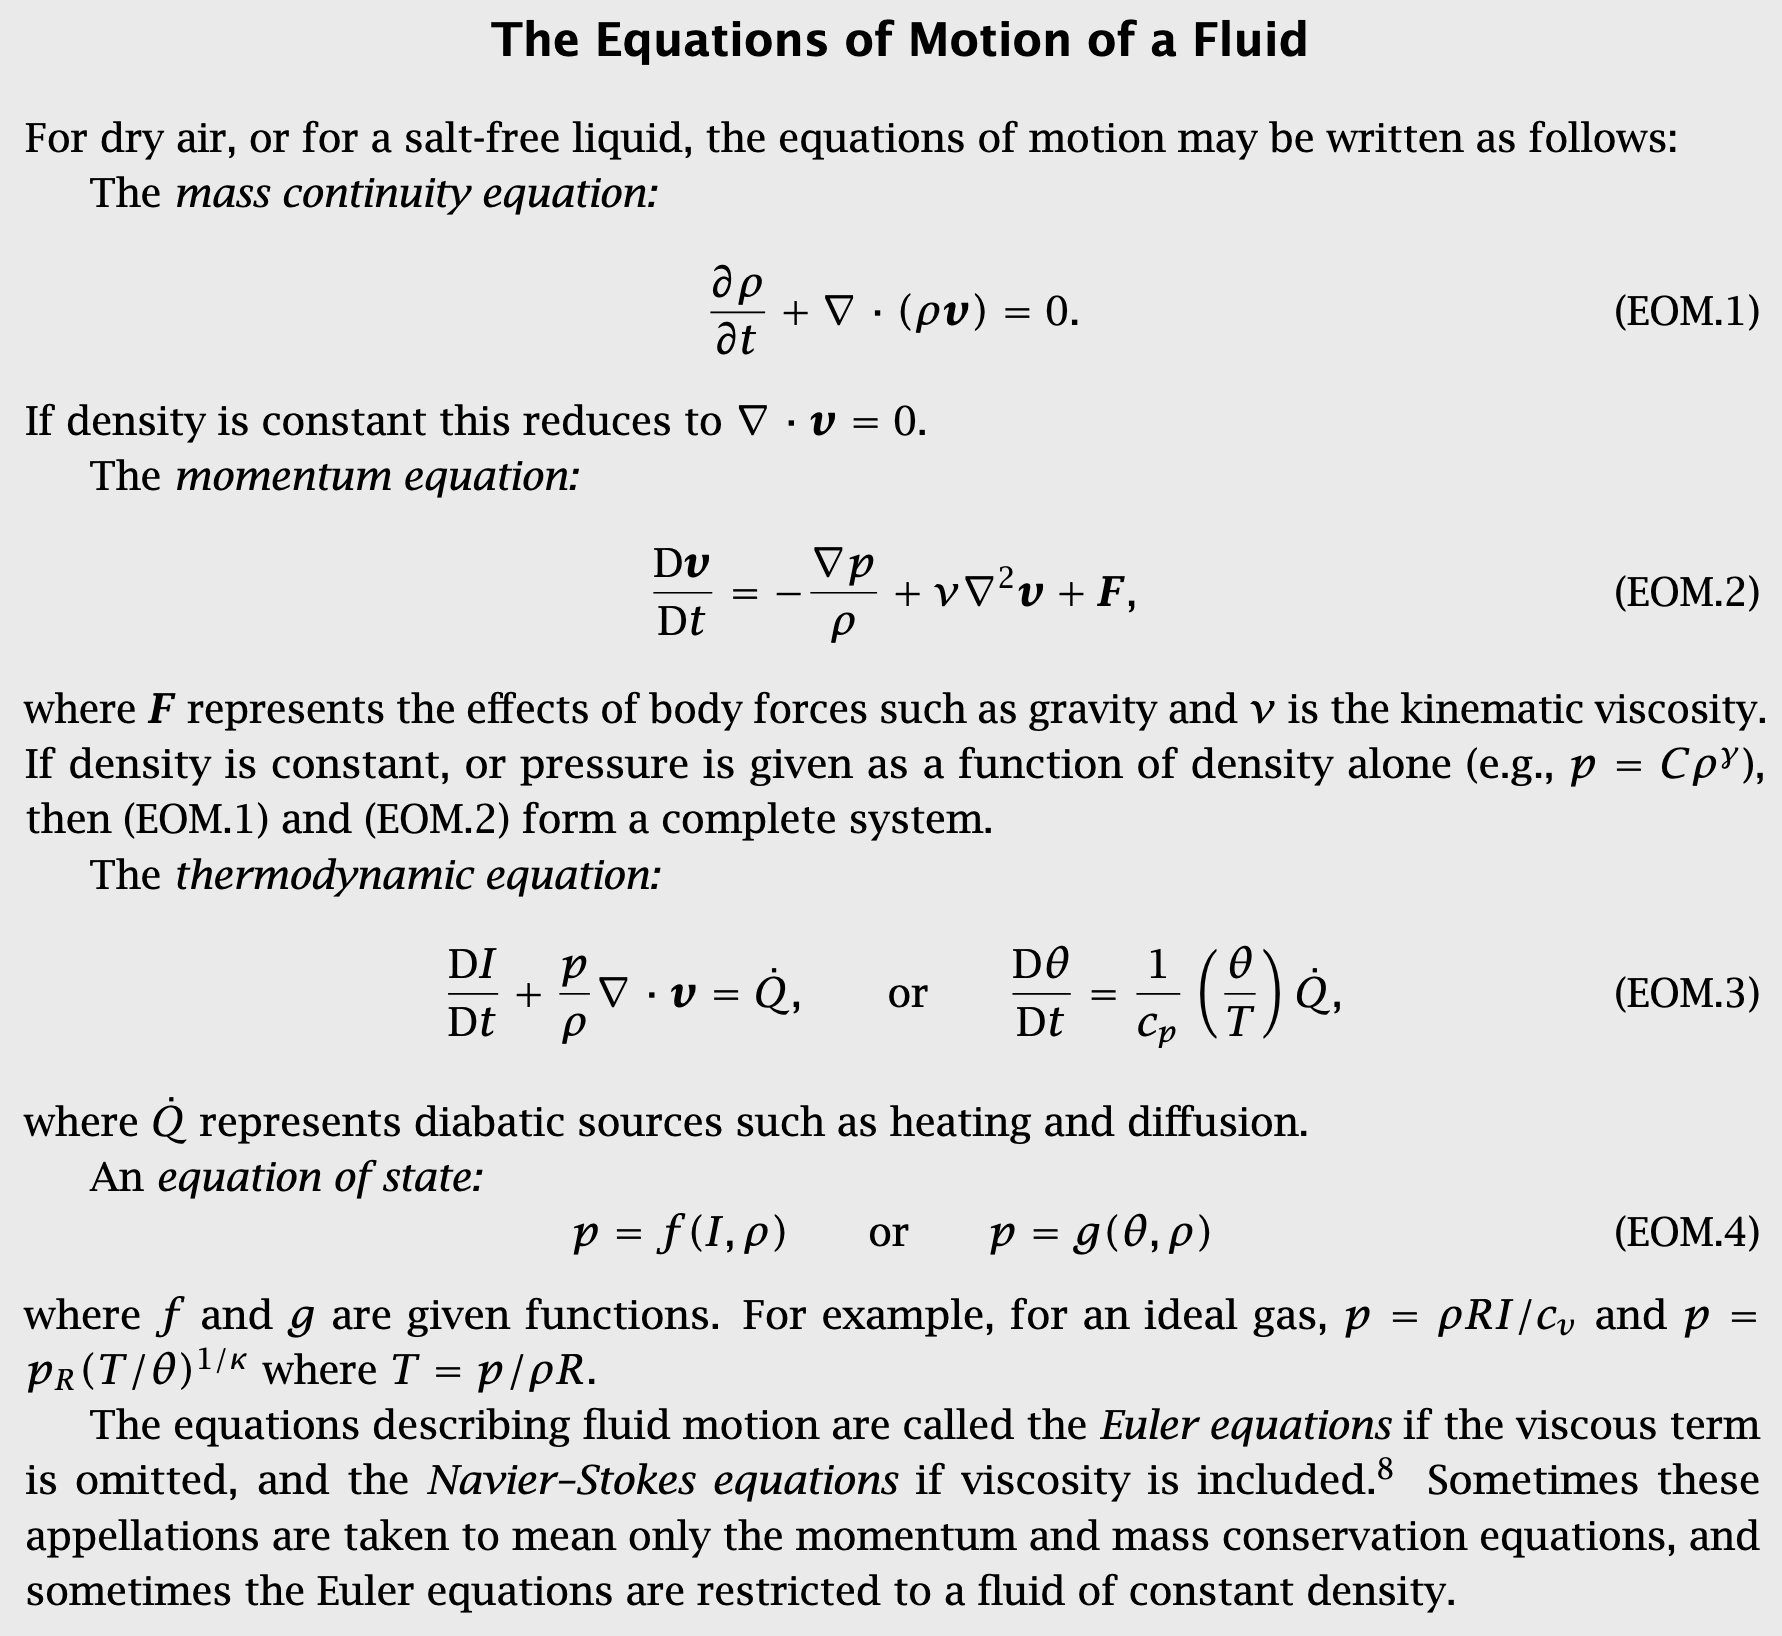 The Equations of Motion of a Fluid
For dry air, or for a salt-free liquid, the equations of motion may be written as follows:
The mass continuity equation:
∂ρ/∂t + ∇ · (ρ𝒗) = 0. (EOM.1)
If density is constant this reduces to ∇ · 𝒗 = 0.
The momentum equation:
D𝒗/Dt = −∇p/ρ + ν∇²𝒗 + 𝑭, (EOM.2)
where 𝑭 represents the effects of body forces such as gravity and ν is the kinematic viscosity.
If density is constant, or pressure is given as a function of density alone (e.g., p = Cρ^γ),
then (EOM.1) and (EOM.2) form a complete system.
The thermodynamic equation:
DI/Dt + p/ρ ∇ · 𝒗 = Q̇, or Dθ/Dt = 1/c_p (θ/T) Q̇, (EOM.3)
where Q̇ represents diabatic sources such as heating and diffusion.
An equation of state:
p = f(I, ρ) or p = g(θ, ρ) (EOM.4)
where f and g are given functions. For example, for an ideal gas, p = ρRI/c_v and p =
p_R(T/θ)^{1/κ} where T = p/ρR.
The equations describing fluid motion are called the Euler equations if the viscous term
is omitted, and the Navier–Stokes equations if viscosity is included.⁸ Sometimes these
appellations are taken to mean only the momentum and mass conservation equations, and
sometimes the Euler equations are restricted to a fluid of constant density.